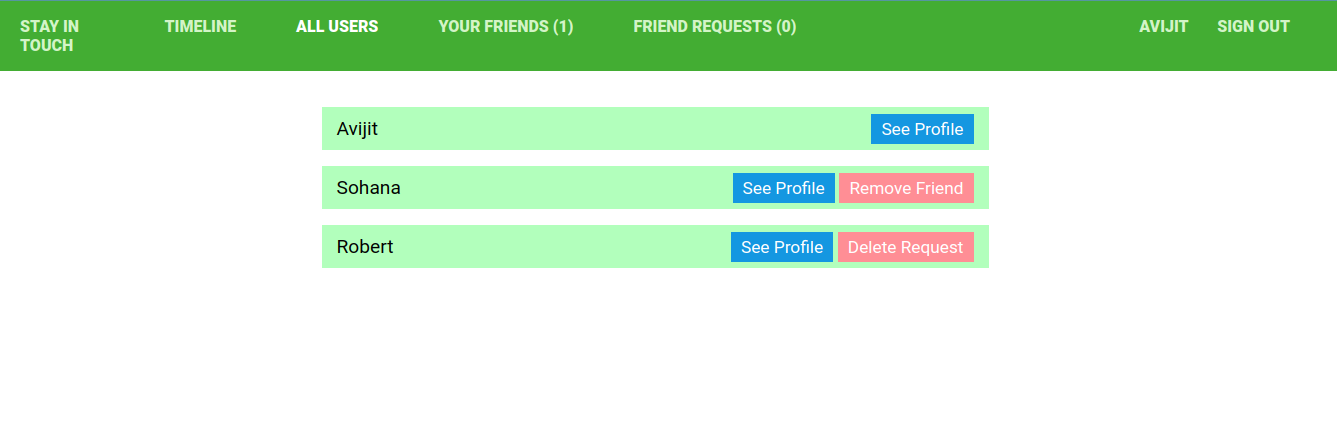 STAY IN TOUCH
TIMELINE
ALL USERS
YOUR FRIENDS (1)
FRIEND REQUESTS (0)
AVIJIT
SIGN OUT
Avijit
See Profile
Sohana
See Profile
Remove Friend
Robert
See Profile
Delete Request